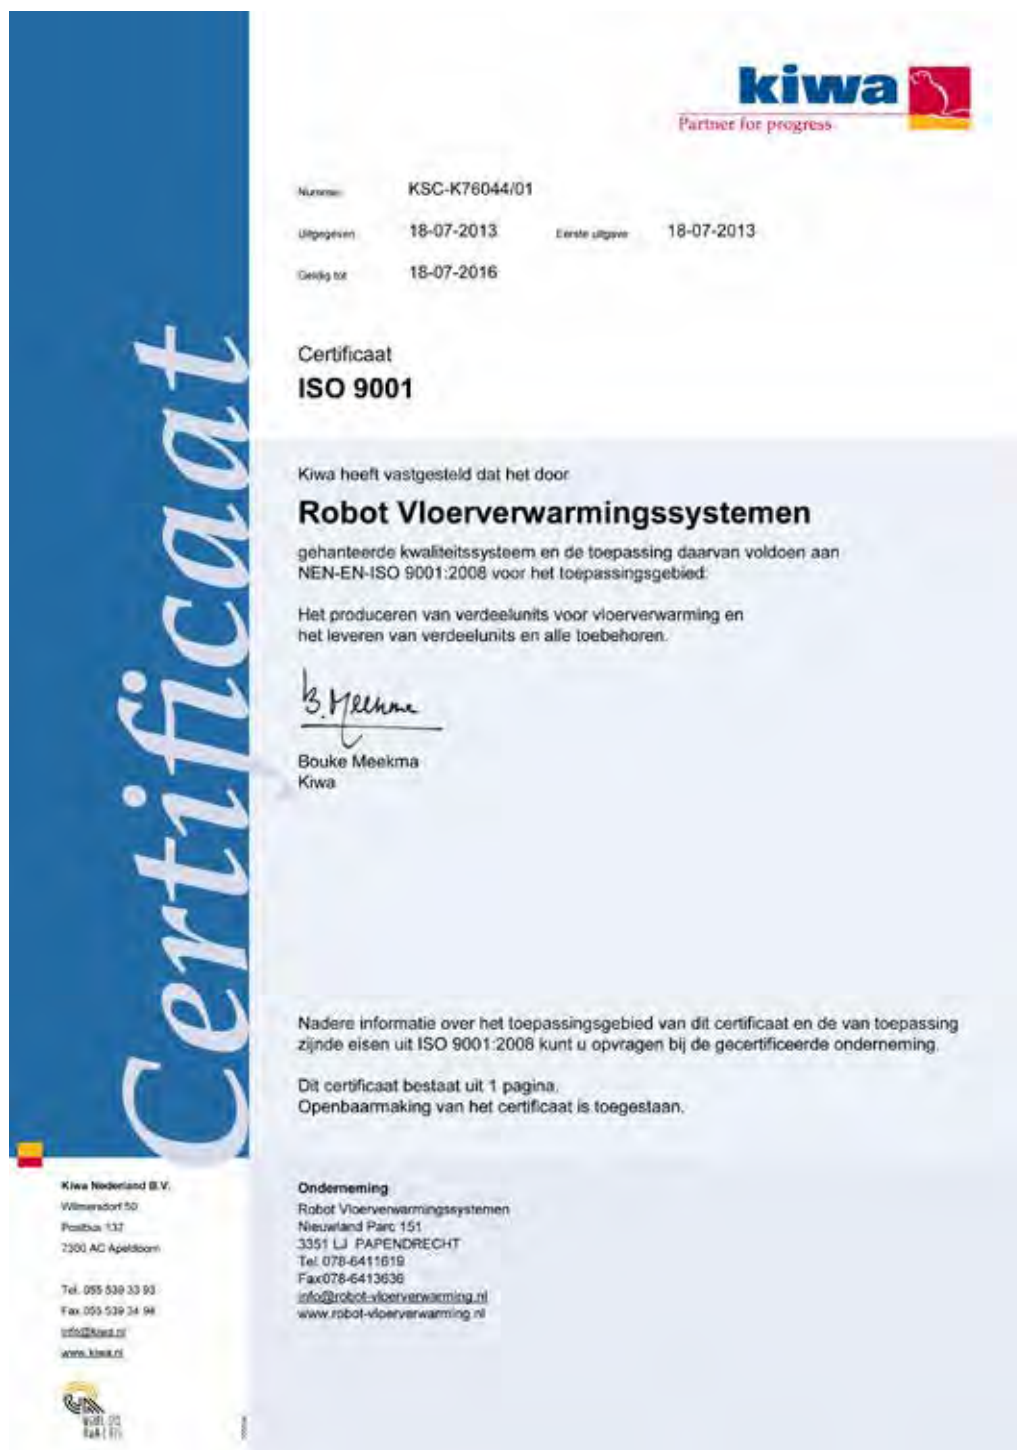 kiwa
Partner for progress
Nummer KSC-K76044/01
Uitgegeven 18-07-2013 Eerste uitgave 18-07-2013
Geldig tot 18-07-2016
Certificaat
ISO 9001
Certificaat
Kiwa heeft vastgesteld dat het door
Robot Vloerverwarmingssystemen
gehanteerde kwaliteitssysteem en de toepassing daarvan voldoen aan
NEN-EN-ISO 9001:2008 voor het toepassingsgebied:
Het produceren van verdeelunits voor vloerverwarming en
het leveren van verdeelunits en alle toebehoren.
B. Meekma
Bouke Meekma
Kiwa
Nadere informatie over het toepassingsgebied van dit certificaat en de van toepassing
zijnde eisen uit ISO 9001:2008 kunt u opvragen bij de gecertificeerde onderneming.
Dit certificaat bestaat uit 1 pagina.
Openbaarmaking van het certificaat is toegestaan.
Kiwa Nederland B.V.
Wilmersdorf 50
Postbus 137
7300 AC Apeldoorn
Tel. 055 539 33 93
Fax 055 539 34 94
info@kiwa.nl
www.kiwa.nl
Onderneming
Robot Vloerverwarmingssystemen
Nieuwland Parc 151
3351 LJ PAPENDRECHT
Tel 078-6411619
Fax078-6413636
info@robot-vloerverwarming.nl
www.robot-vloerverwarming.nl